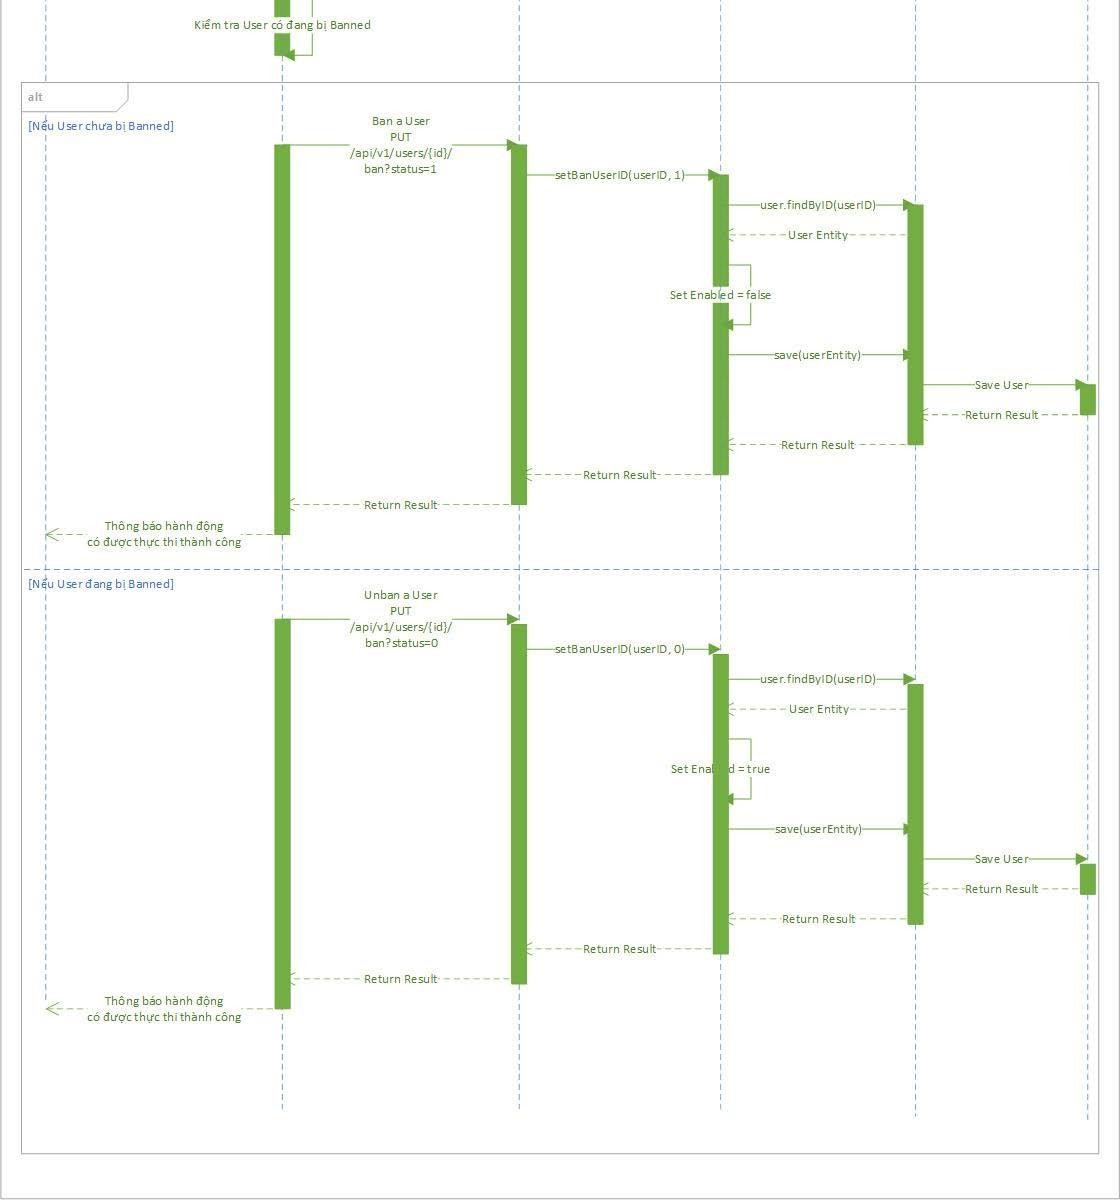 Kiểm tra User có đang bị Banned
alt
[Nếu User chưa bị Banned]
Ban a User
PUT
/api/v1/users/{id}/
ban?status=1
setBanUserID(userID, 1)
user.findByID(userID)
User Entity
Set Enabled = false
save(userEntity)
Save User
Return Result
Return Result
Return Result
Return Result
Thông báo hành động
có được thực thi thành công
[Nếu User đang bị Banned]
Unban a User
PUT
/api/v1/users/{id}/
ban?status=0
setBanUserID(userID, 0)
user.findByID(userID)
User Entity
Set Enabled = true
save(userEntity)
Save User
Return Result
Return Result
Return Result
Return Result
Thông báo hành động
có được thực thi thành công